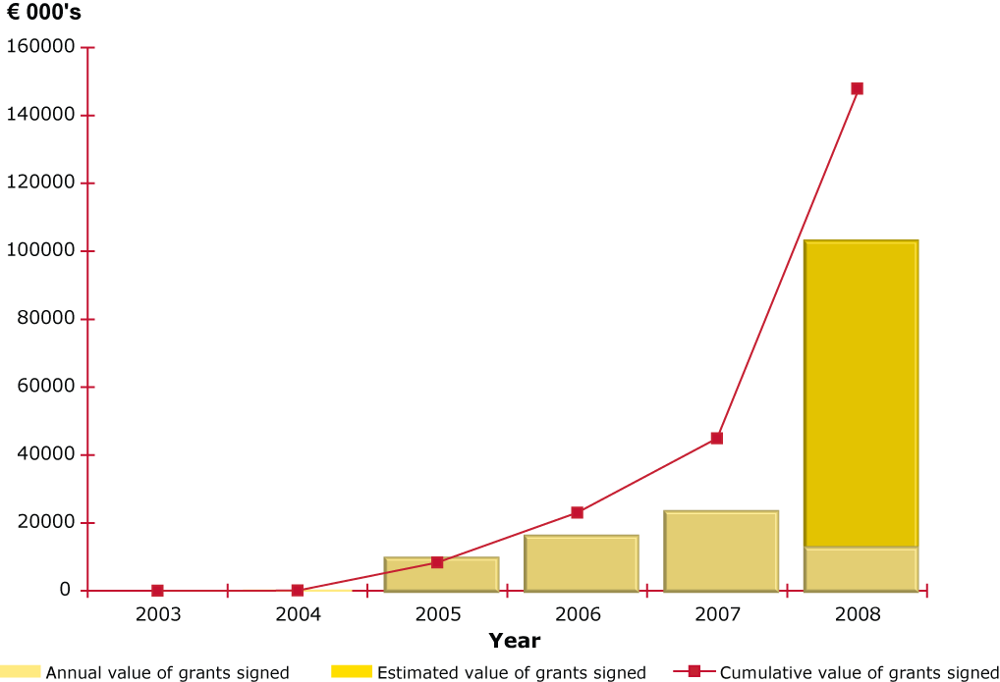 € 000's
160000
140000
120000
100000
80000
60000
40000
20000
0
2003 2004 2005 2006 2007 2008
Year
Annual value of grants signed Estimated value of grants signed Cumulative value of grants signed